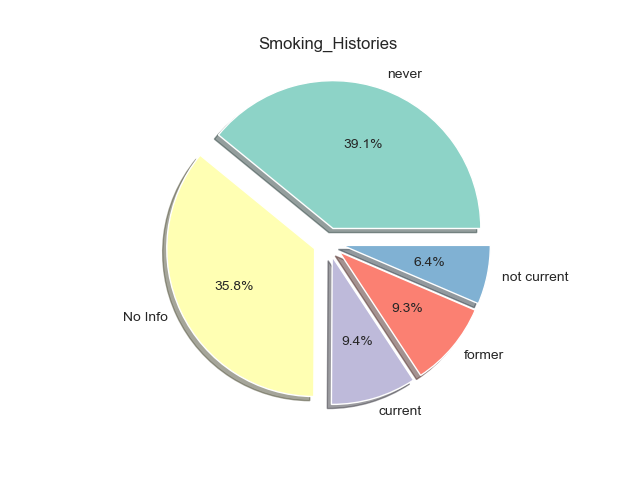 Smoking_Histories
never
39.1%
35.8%
No Info
9.4%
current
9.3%
former
6.4%
not current